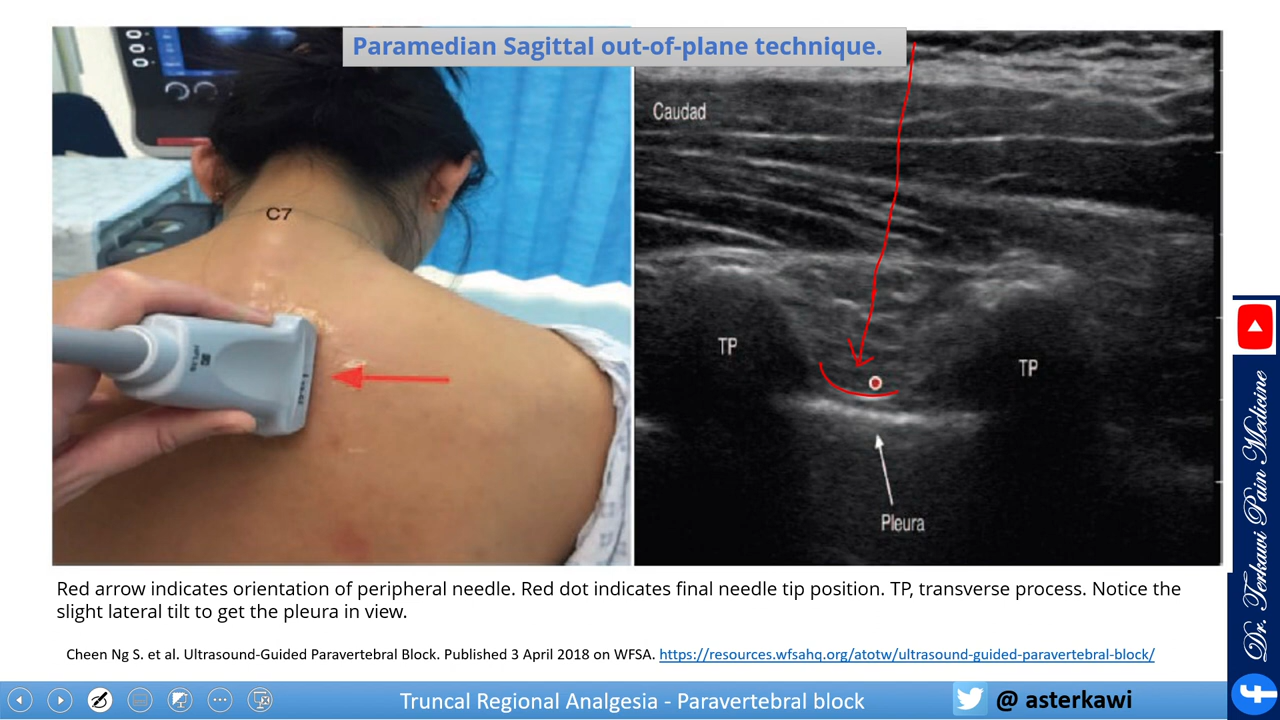 Paramedian Sagittal out-of-plane technique.
Caudad
C7
TP
TP
Pleura
Red arrow indicates orientation of peripheral needle. Red dot indicates final needle tip position. TP, transverse process. Notice the
slight lateral tilt to get the pleura in view.
Cheen Ng S. et al. Ultrasound-Guided Paravertebral Block. Published 3 April 2018 on WFSA. https://resources.wfsahq.org/atotw/ultrasound-guided-paravertebral-block/
Truncal Regional Analgesia - Paravertebral block
@ asterkawi
Dr. Terkawi Pain Medicine